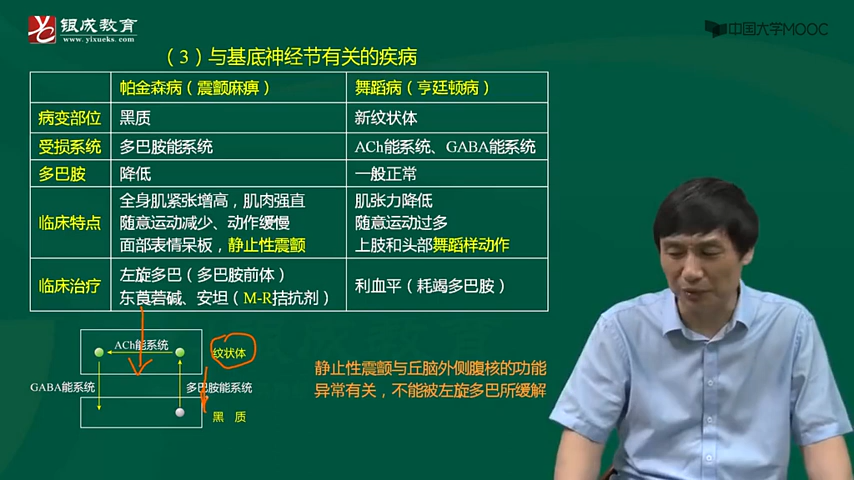 银成教育
www.yixueks.com
中国大学MOOC
（3）与基底神经节有关的疾病
帕金森病（震颤麻痹） 舞蹈病（亨廷顿病）
病变部位 黑质 新纹状体
受损系统 多巴胺能系统 ACh能系统、GABA能系统
多巴胺 降低 一般正常
临床特点 全身肌紧张增高，肌肉强直 肌张力降低
随意运动减少、动作缓慢 随意运动过多
面部表情呆板，静止性震颤 上肢和头部舞蹈样动作
临床治疗 左旋多巴（多巴胺前体） 利血平（耗竭多巴胺）
东莨菪碱、安坦（M-R拮抗剂）
ACh能系统 纹状体
GABA能系统 多巴胺能系统
黑 质
静止性震颤与丘脑外侧腹核的功能
异常有关，不能被左旋多巴所缓解